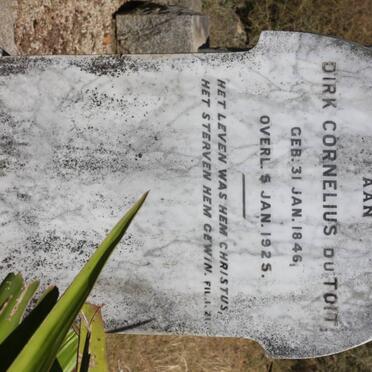 AAN
DIRK CORNELIUS DU TOIT,
GEB. 31 JAN. 1846,
OVERL. 5 JAN. 1925.
HET LEVEN WAS HEM CHRISTUS,
HET STERVEN HEM GEWIN. FIL. I. 21